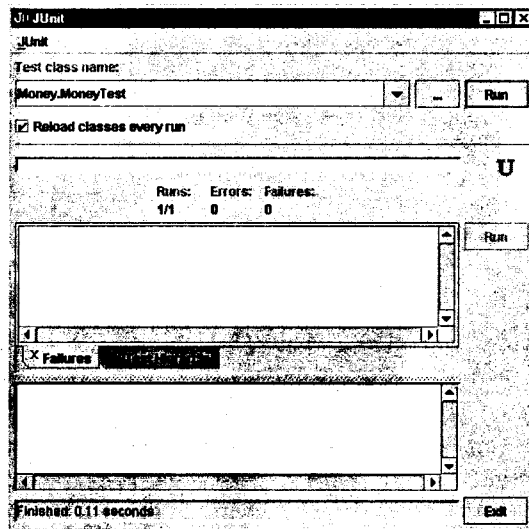 JU JUnit
JUnit
Test class name:
Money.MoneyTest
... Run
Reload classes every run
U
Runs: Errors: Failures:
1/1 0 0
Run
X Failures
Finished: 0.11 seconds
Exit